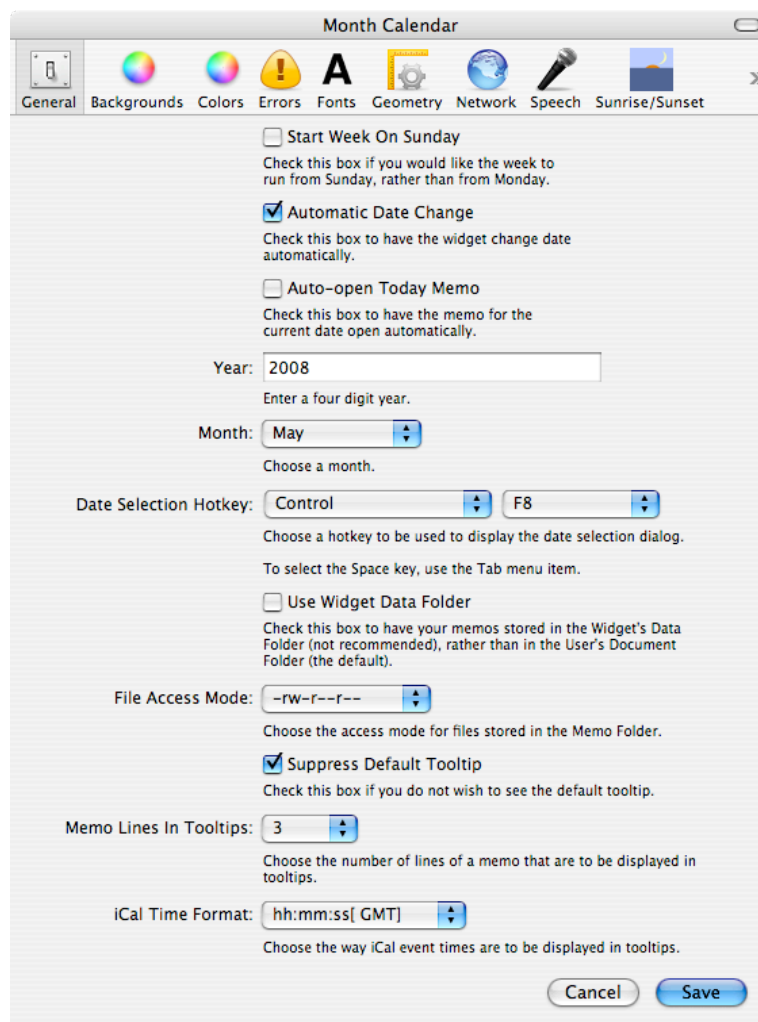 Month Calendar
General Backgrounds Colors Errors Fonts Geometry Network Speech Sunrise/Sunset »
Start Week On Sunday
Check this box if you would like the week to
run from Sunday, rather than from Monday.
Automatic Date Change
Check this box to have the widget change date
automatically.
Auto-open Today Memo
Check this box to have the memo for the
current date open automatically.
Year: 2008
Enter a four digit year.
Month: May
Choose a month.
Date Selection Hotkey: Control F8
Choose a hotkey to be used to display the date selection dialog.
To select the Space key, use the Tab menu item.
Use Widget Data Folder
Check this box to have your memos stored in the Widget's Data
Folder (not recommended), rather than in the User's Document
Folder (the default).
File Access Mode: -rw-r--r--
Choose the access mode for files stored in the Memo Folder.
Suppress Default Tooltip
Check this box if you do not wish to see the default tooltip.
Memo Lines In Tooltips: 3
Choose the number of lines of a memo that are to be displayed in
tooltips.
iCal Time Format: hh:mm:ss[ GMT]
Choose the way iCal event times are to be displayed in tooltips.
Cancel Save